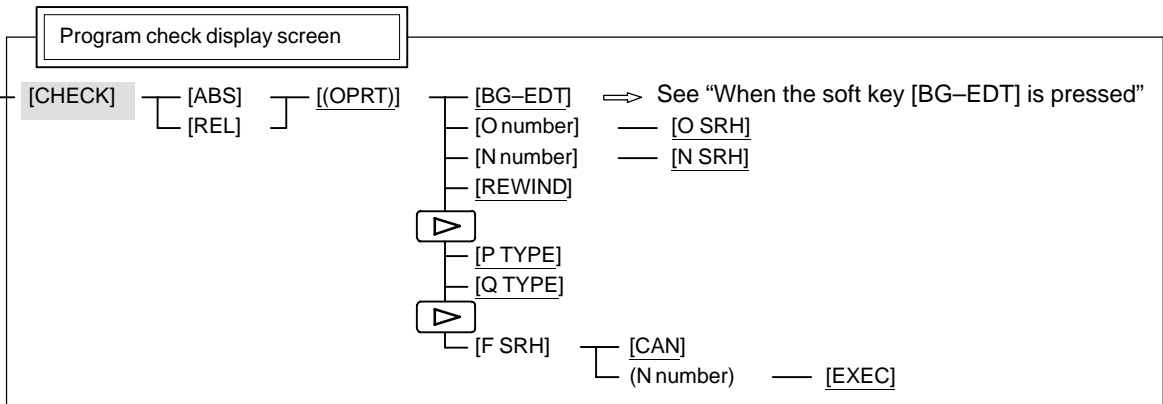 Program check display screen
[CHECK] [ABS] [(OPRT)] [BG–EDT] See “When the soft key [BG–EDT] is pressed”
[REL] [O number] [O SRH]
[N number] [N SRH]
[REWIND]
[P TYPE]
[Q TYPE]
[F SRH] [CAN]
(N number) [EXEC]